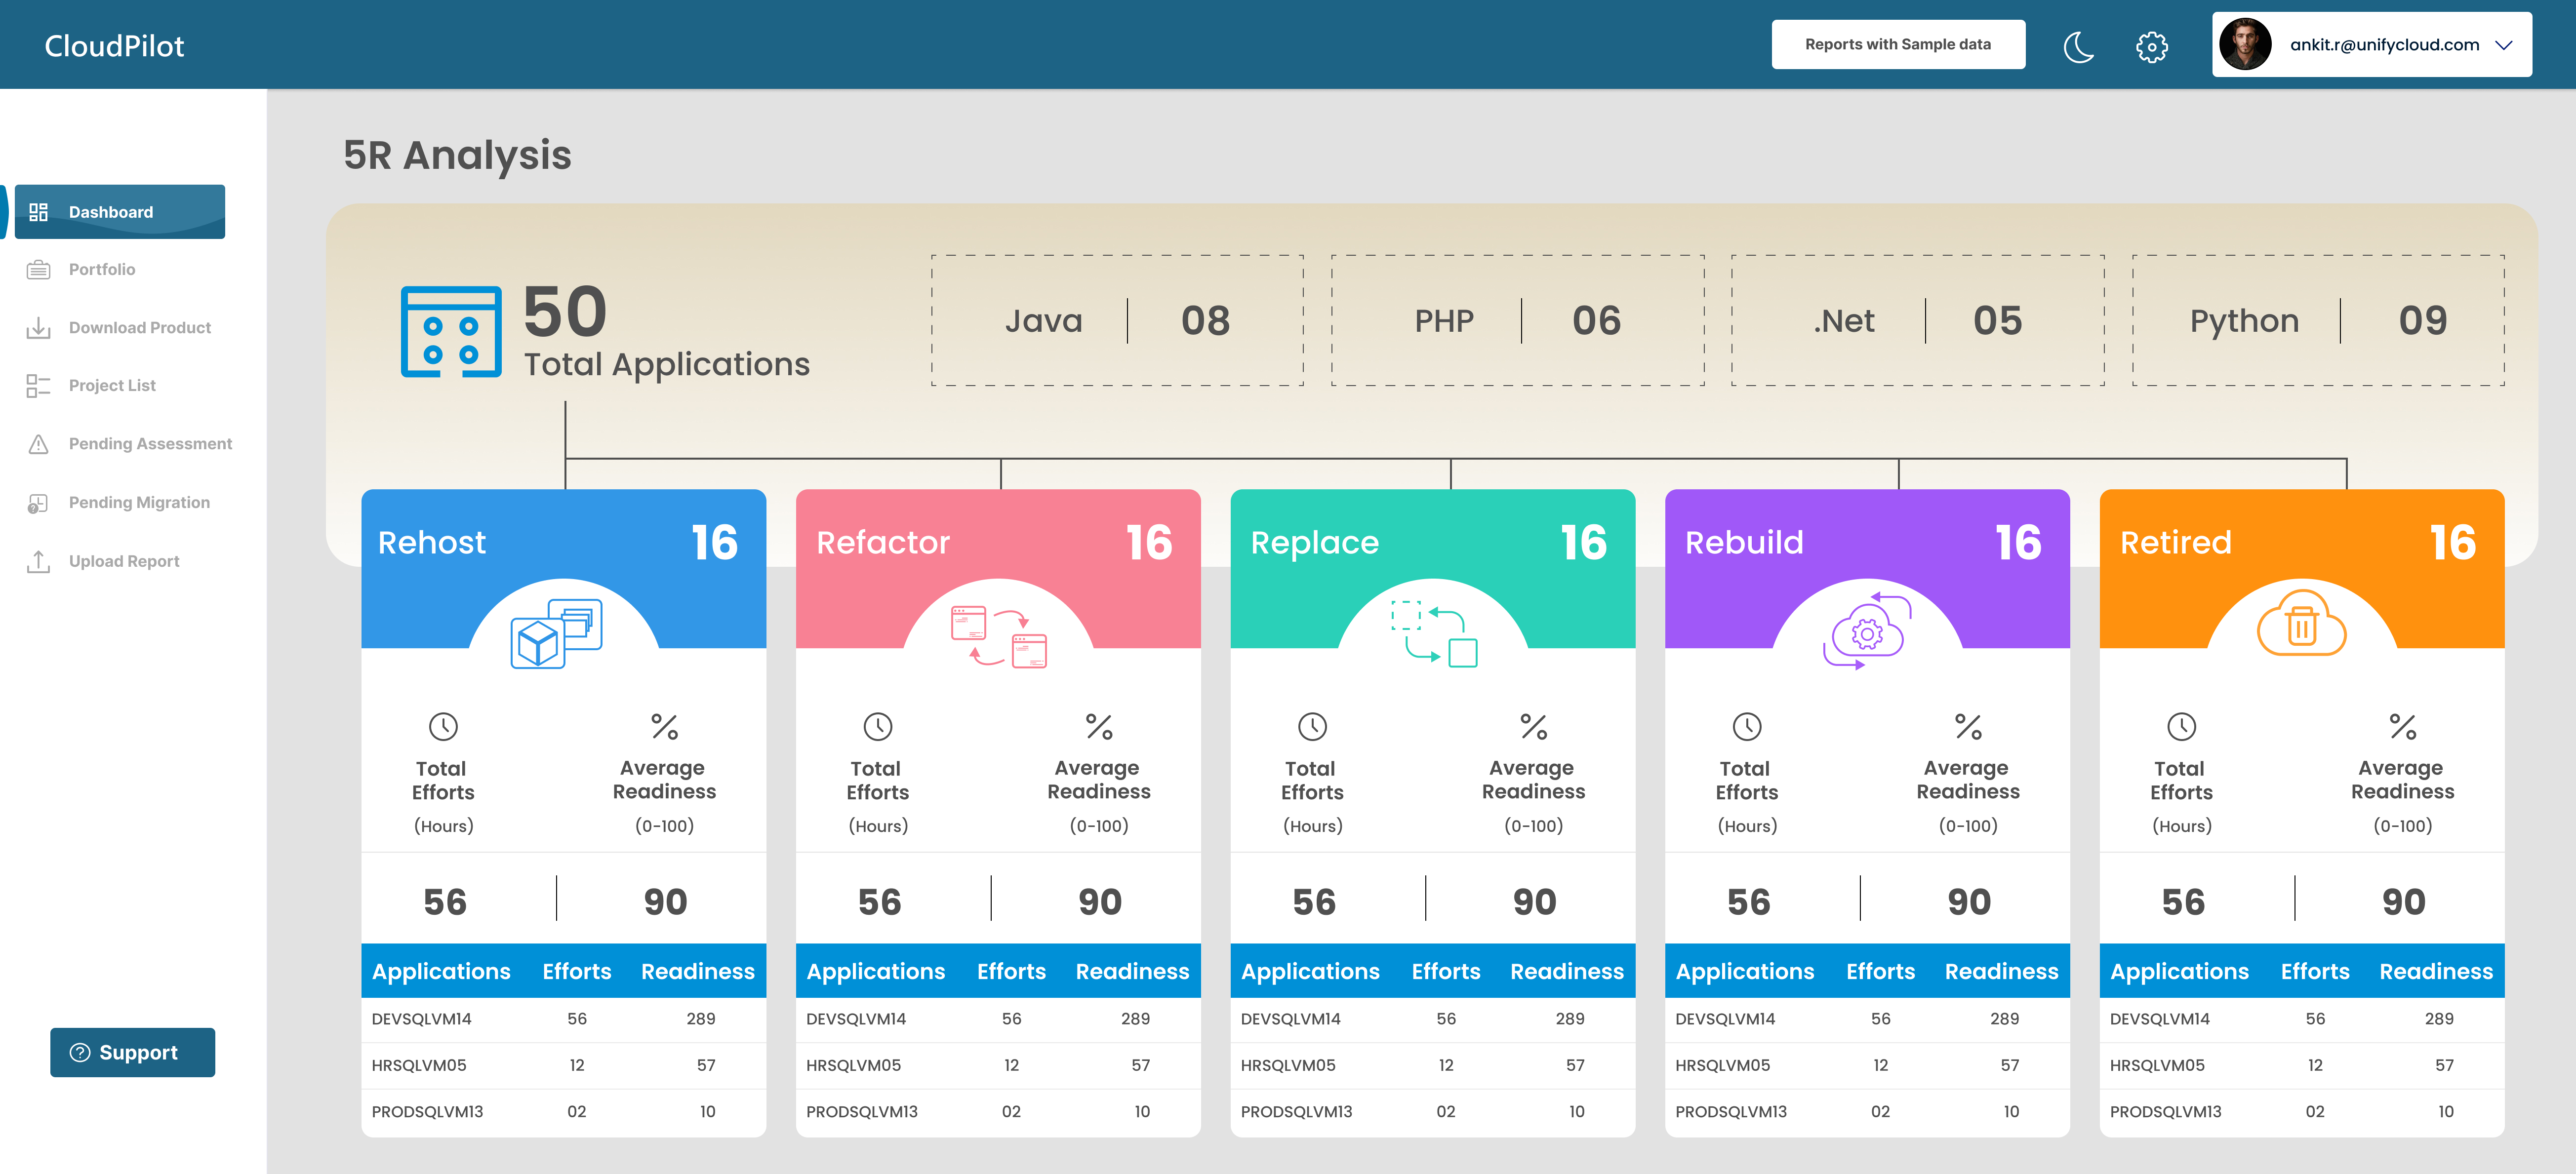 CloudPilot
Reports with Sample data
ankit.r@unifycloud.com
Dashboard
Portfolio
Download Product
Project List
Pending Assessment
Pending Migration
Upload Report
Support
5R Analysis
50
Total Applications
Java 08
PHP 06
.Net 05
Python 09
Rehost 16
Total
Efforts
(Hours)
Average
Readiness
(0-100)
56 90
Applications Efforts Readiness
DEVSQLVM14 56 289
HRSQLVM05 12 57
PRODSQLVM13 02 10
Refactor 16
Total
Efforts
(Hours)
Average
Readiness
(0-100)
56 90
Applications Efforts Readiness
DEVSQLVM14 56 289
HRSQLVM05 12 57
PRODSQLVM13 02 10
Replace 16
Total
Efforts
(Hours)
Average
Readiness
(0-100)
56 90
Applications Efforts Readiness
DEVSQLVM14 56 289
HRSQLVM05 12 57
PRODSQLVM13 02 10
Rebuild 16
Total
Efforts
(Hours)
Average
Readiness
(0-100)
56 90
Applications Efforts Readiness
DEVSQLVM14 56 289
HRSQLVM05 12 57
PRODSQLVM13 02 10
Retired 16
Total
Efforts
(Hours)
Average
Readiness
(0-100)
56 90
Applications Efforts Readiness
DEVSQLVM14 56 289
HRSQLVM05 12 57
PRODSQLVM13 02 10